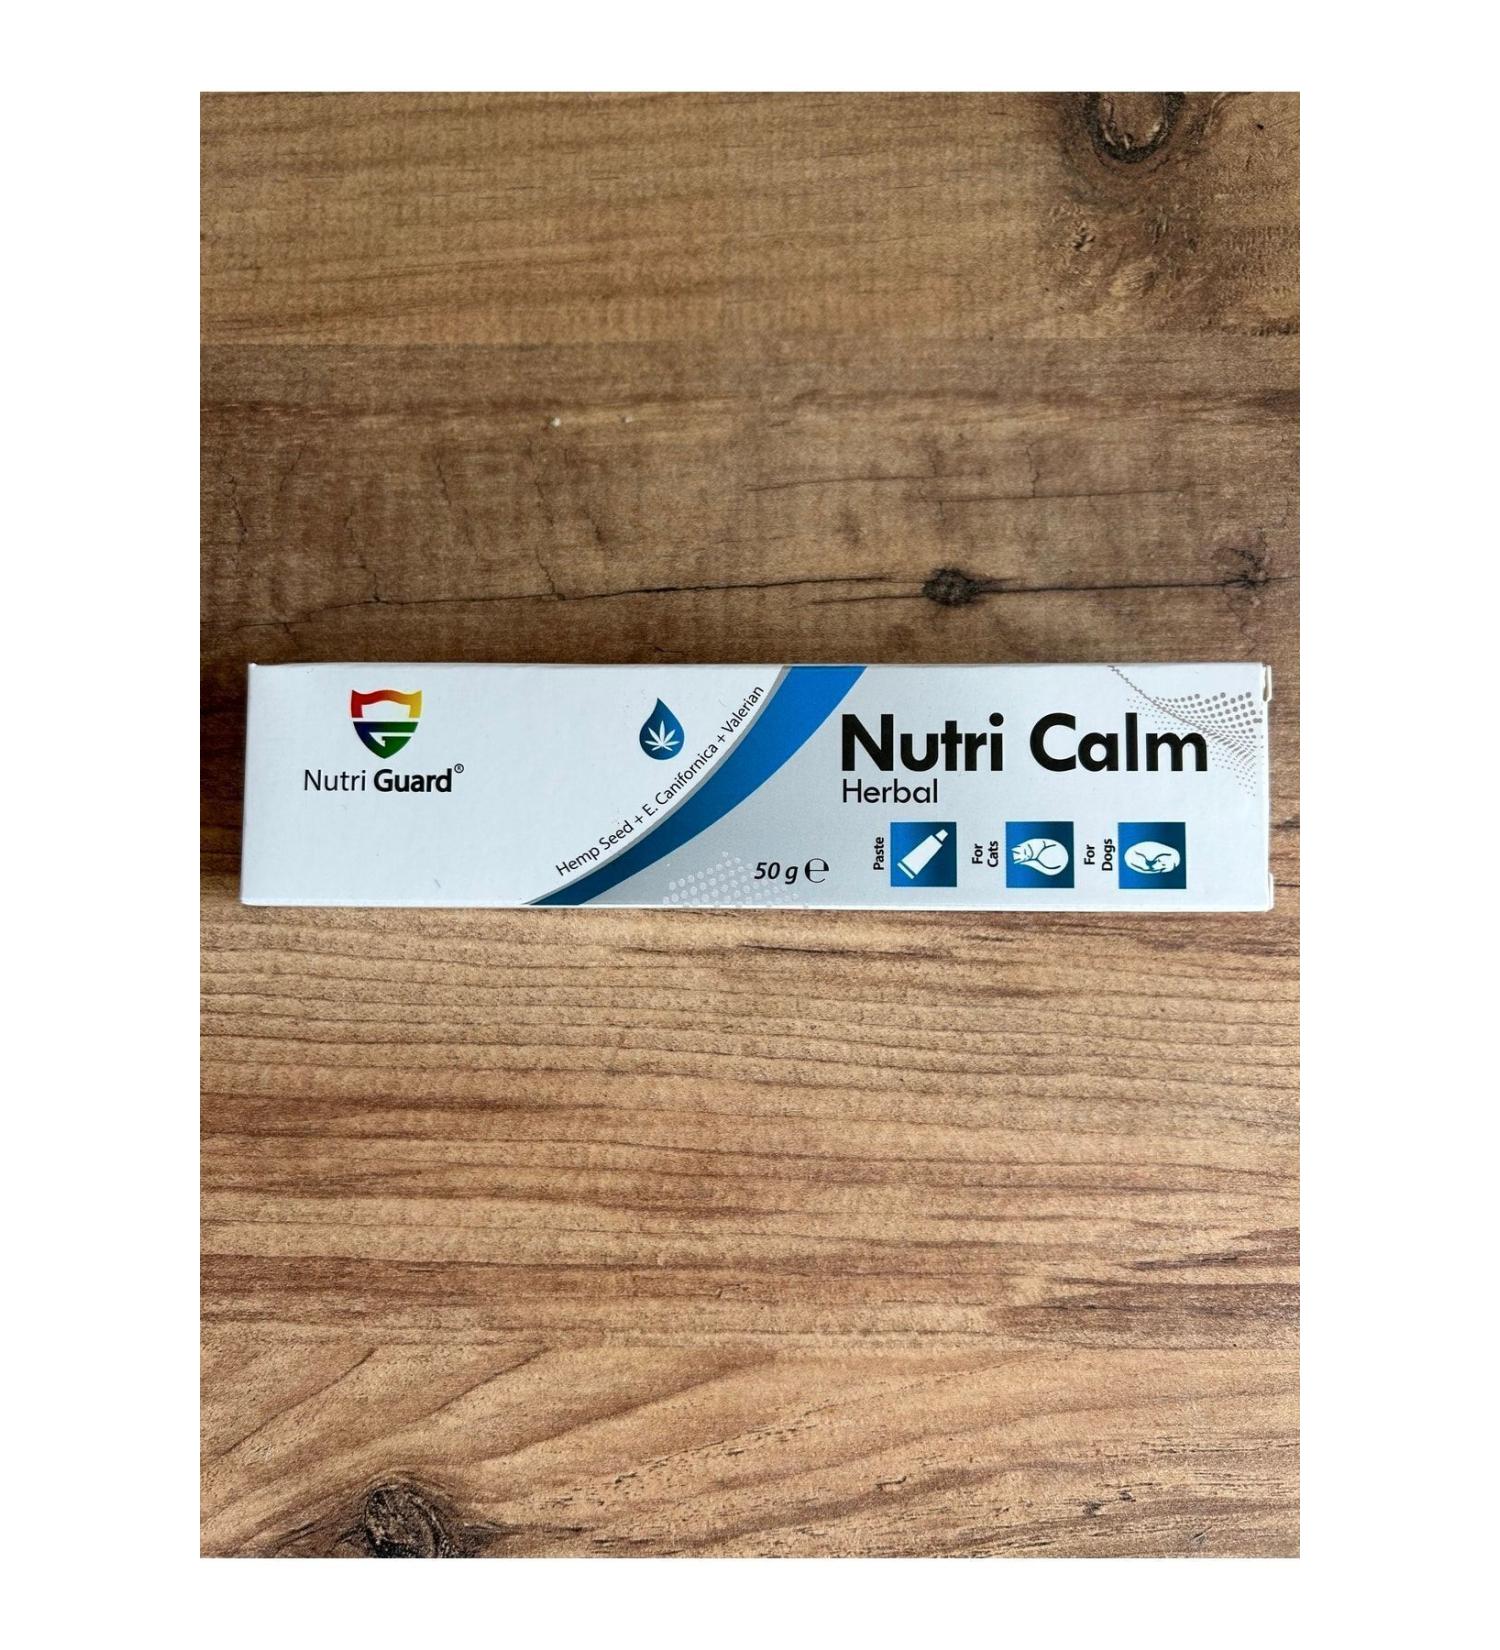 Nutri Guard®
Hemp Seed + E. Canifornica + Valerian
50 g ℮
Nutri Calm
Herbal
Paste
For
Cats
For
Dogs